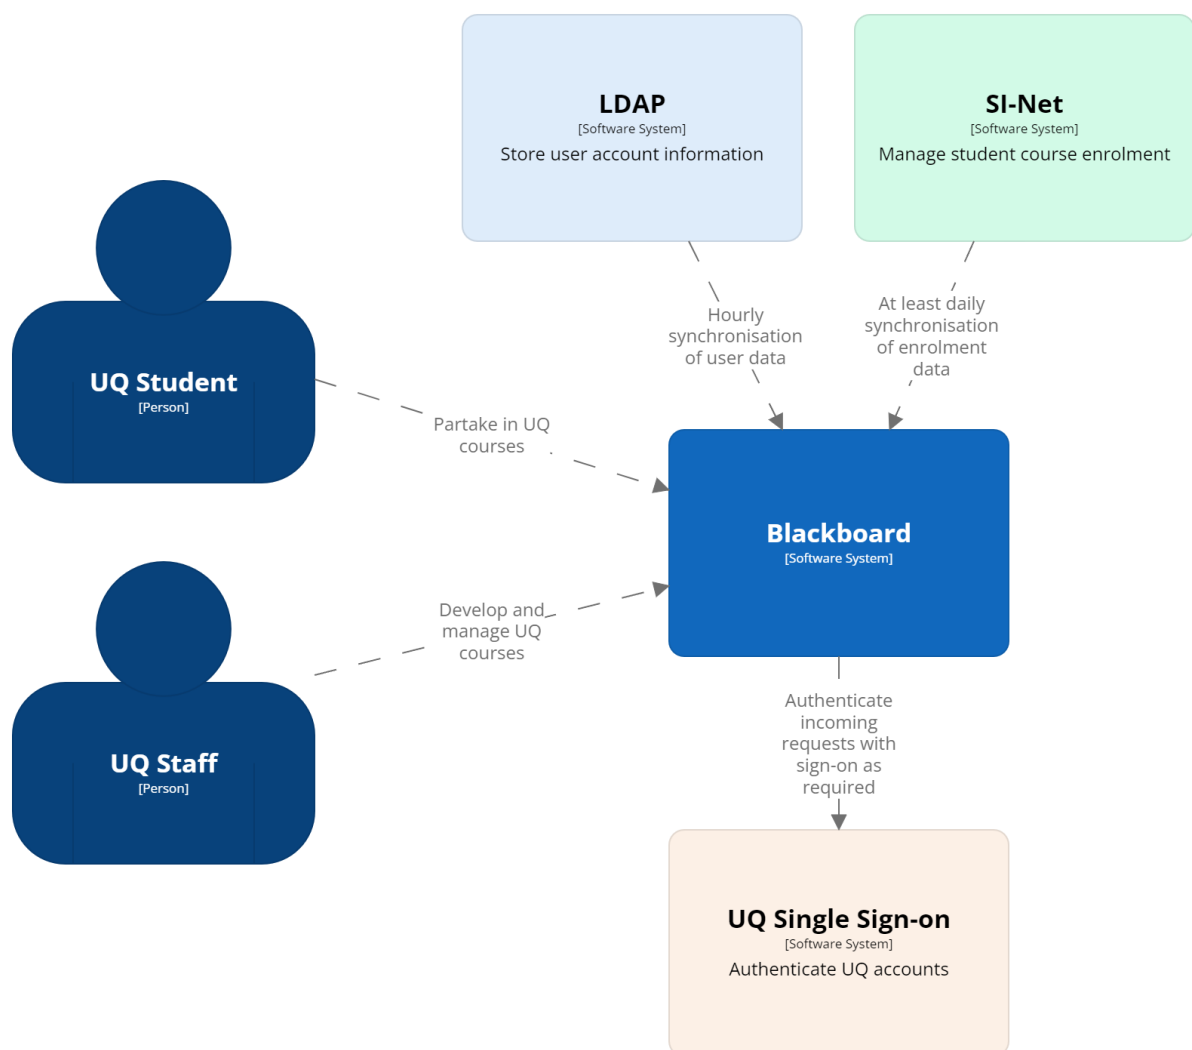 LDAP
[Software System]
Store user account information
SI-Net
[Software System]
Manage student course enrolment
Hourly
synchronisation
of user data
At least daily
synchronisation
of enrolment
data
UQ Student
[Person]
Partake in UQ
courses
Blackboard
[Software System]
Develop and
manage UQ
courses
UQ Staff
[Person]
Authenticate
incoming
requests with
sign-on as
required
UQ Single Sign-on
[Software System]
Authenticate UQ accounts